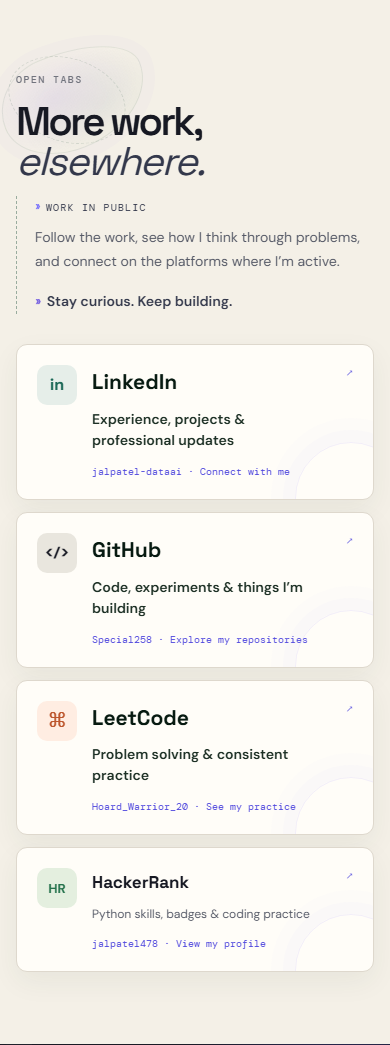 OPEN TABS
More work,
elsewhere.
» WORK IN PUBLIC
Follow the work, see how I think through problems,
and connect on the platforms where I’m active.
» Stay curious. Keep building.
in LinkedIn ↗
Experience, projects &
professional updates
jalpatel-dataai · Connect with me
</> GitHub ↗
Code, experiments & things I’m
building
Special258 · Explore my repositories
⌘ LeetCode ↗
Problem solving & consistent
practice
Hoard_Warrior_20 · See my practice
HR HackerRank ↗
Python skills, badges & coding practice
jalpatel478 · View my profile